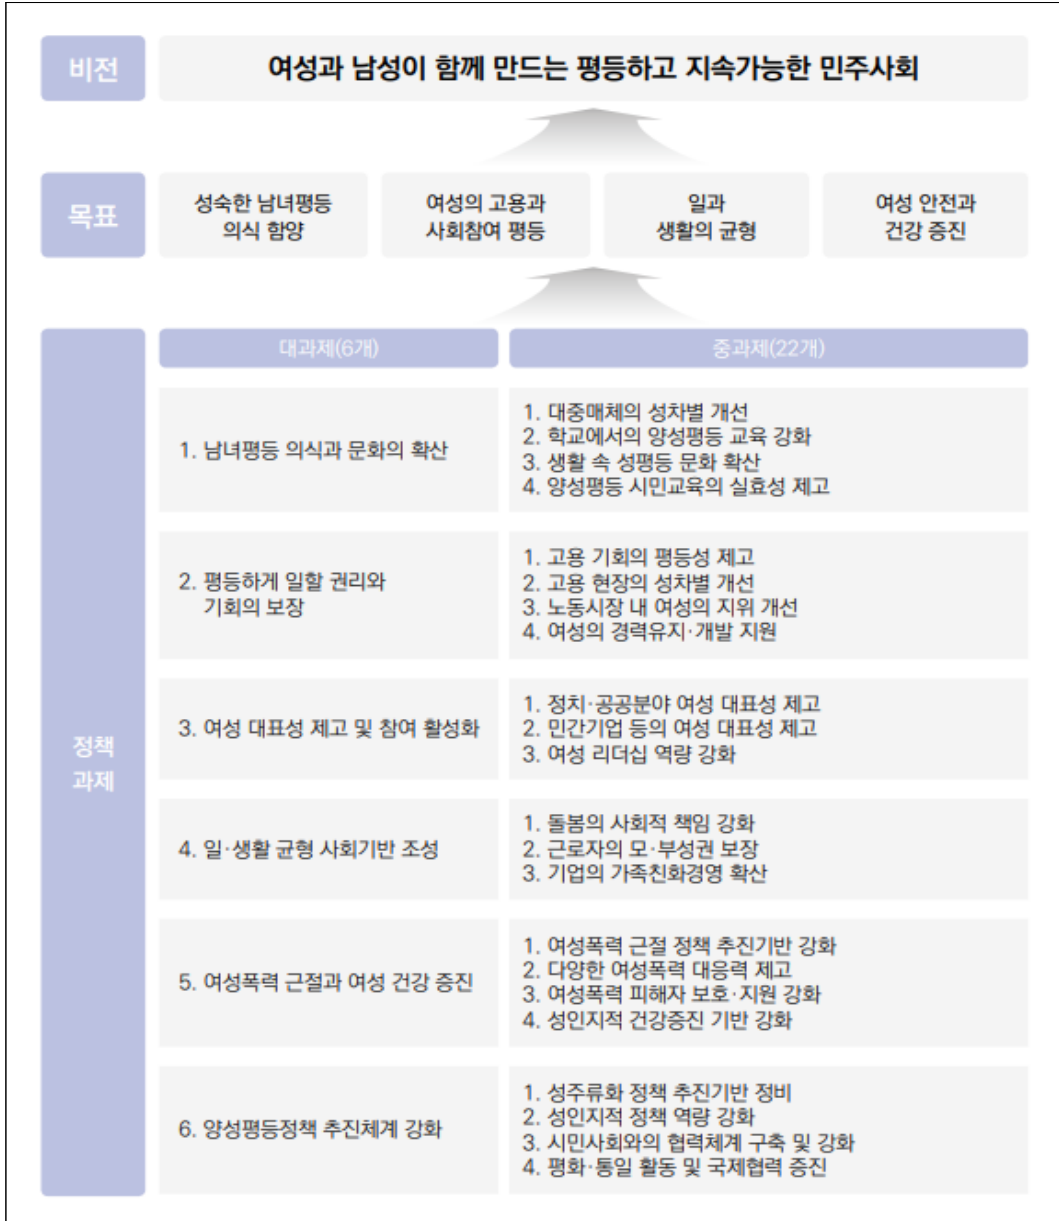 비전
여성과 남성이 함께 만드는 평등하고 지속가능한 민주사회
목표
성숙한 남녀평등
의식 함양
여성의 고용과
사회참여 평등
일과
생활의 균형
여성 안전과
건강 증진
정책
과제
대과제(6개)
중과제(22개)
1. 남녀평등 의식과 문화의 확산
1. 대중매체의 성차별 개선
2. 학교에서의 양성평등 교육 강화
3. 생활 속 성평등 문화 확산
4. 양성평등 시민교육의 실효성 제고
2. 평등하게 일할 권리와
기회의 보장
1. 고용 기회의 평등성 제고
2. 고용 현장의 성차별 개선
3. 노동시장 내 여성의 지위 개선
4. 여성의 경력유지·개발 지원
3. 여성 대표성 제고 및 참여 활성화
1. 정치·공공분야 여성 대표성 제고
2. 민간기업 등의 여성 대표성 제고
3. 여성 리더십 역량 강화
4. 일·생활 균형 사회기반 조성
1. 돌봄의 사회적 책임 강화
2. 근로자의 모·부성권 보장
3. 기업의 가족친화경영 확산
5. 여성폭력 근절과 여성 건강 증진
1. 여성폭력 근절 정책 추진기반 강화
2. 다양한 여성폭력 대응력 제고
3. 여성폭력 피해자 보호·지원 강화
4. 성인지적 건강증진 기반 강화
6. 양성평등정책 추진체계 강화
1. 성주류화 정책 추진기반 정비
2. 성인지적 정책 역량 강화
3. 시민사회와의 협력체계 구축 및 강화
4. 평화·통일 활동 및 국제협력 증진